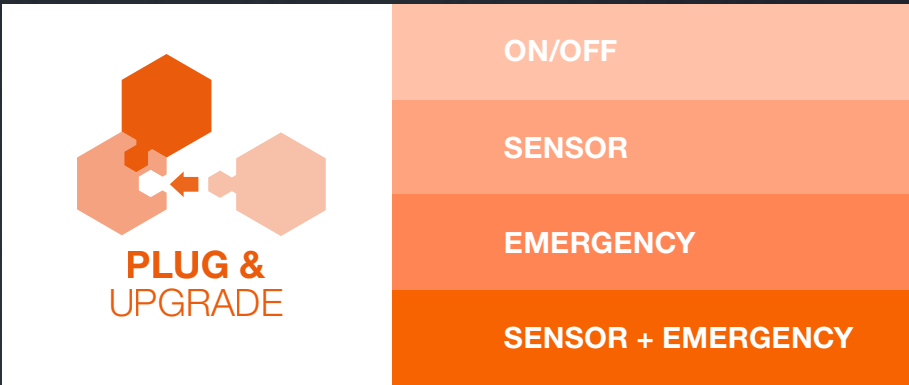 PLUG &
UPGRADE
ON/OFF
SENSOR
EMERGENCY
SENSOR + EMERGENCY